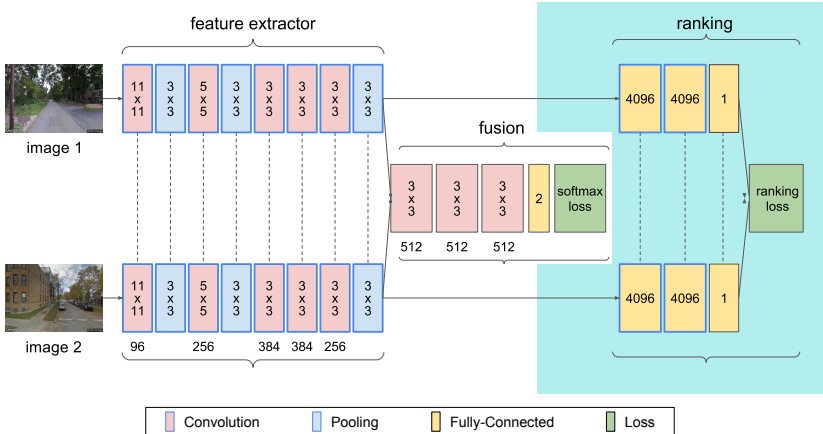 feature extractor
ranking
11 x 11
3 x 3
5 x 5
3 x 3
3 x 3
3 x 3
3 x 3
3 x 3
4096
4096
1
image 1
fusion
3 x 3
3 x 3
3 x 3
2
softmax
loss
ranking
loss
512
512
512
11 x 11
3 x 3
5 x 5
3 x 3
3 x 3
3 x 3
3 x 3
3 x 3
4096
4096
1
image 2
96
256
384
384
256
Convolution
Pooling
Fully-Connected
Loss